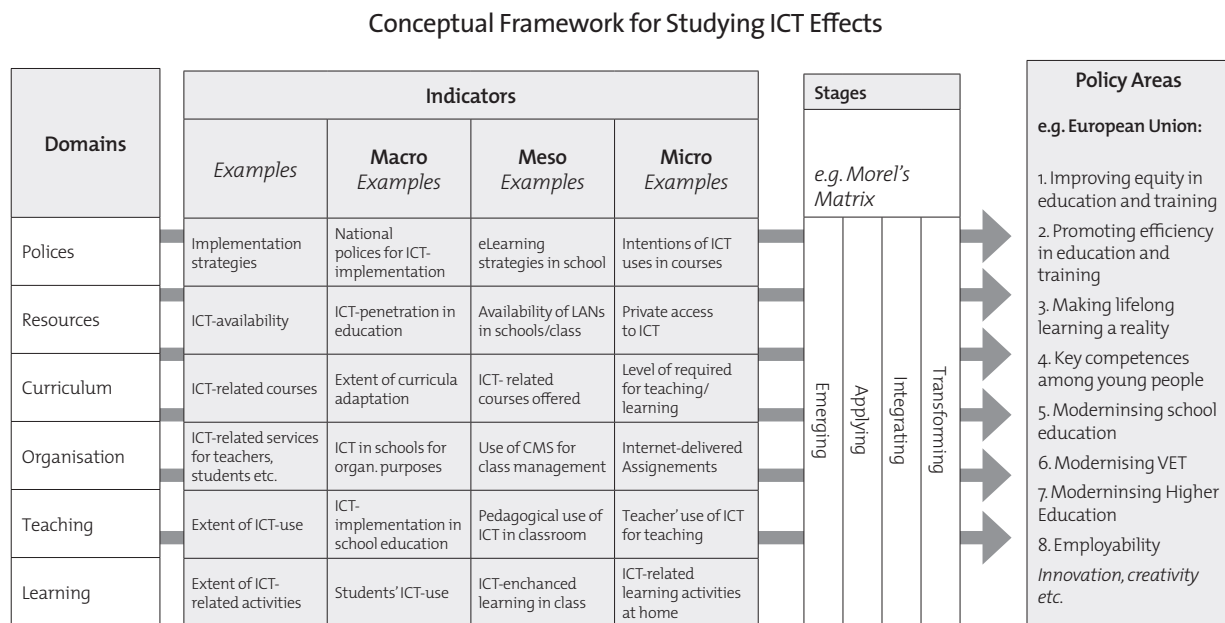 Conceptual Framework for Studying ICT Effects
Domains
Indicators
Examples
Macro
Examples
Meso
Examples
Micro
Examples
Polices
Implementation
strategies
National
polices for ICT-
implementation
eLearning
strategies in school
Intentions of ICT
uses in courses
Resources
ICT-availability
ICT-penetration in
education
Availability of LANs
in schools/class
Private access
to ICT
Curriculum
ICT-related courses
Extent of curricula
adaptation
ICT- related
courses offered
Level of required
for teaching/
learning
Organisation
ICT-related services
for teachers,
students etc.
ICT in schools for
organ. purposes
Use of CMS for
class management
Internet-delivered
Assignements
Teaching
Extent of ICT-use
ICT-
implementation in
school education
Pedagogical use of
ICT in classroom
Teacher' use of ICT
for teaching
Learning
Extent of ICT-
related activities
Students' ICT-use
ICT-enchanced
learning in class
ICT-related
learning activities
at home
Stages
e.g. Morel's
Matrix
Emerging
Applying
Integrating
Transforming
Policy Areas
e.g. European Union:
1. Improving equity in
education and training
2. Promoting efficiency
in education and
training
3. Making lifelong
learning a reality
4. Key competences
among young people
5. Moderninsing school
education
6. Modernising VET
7. Moderninsing Higher
Education
8. Employability
Innovation, creativity
etc.